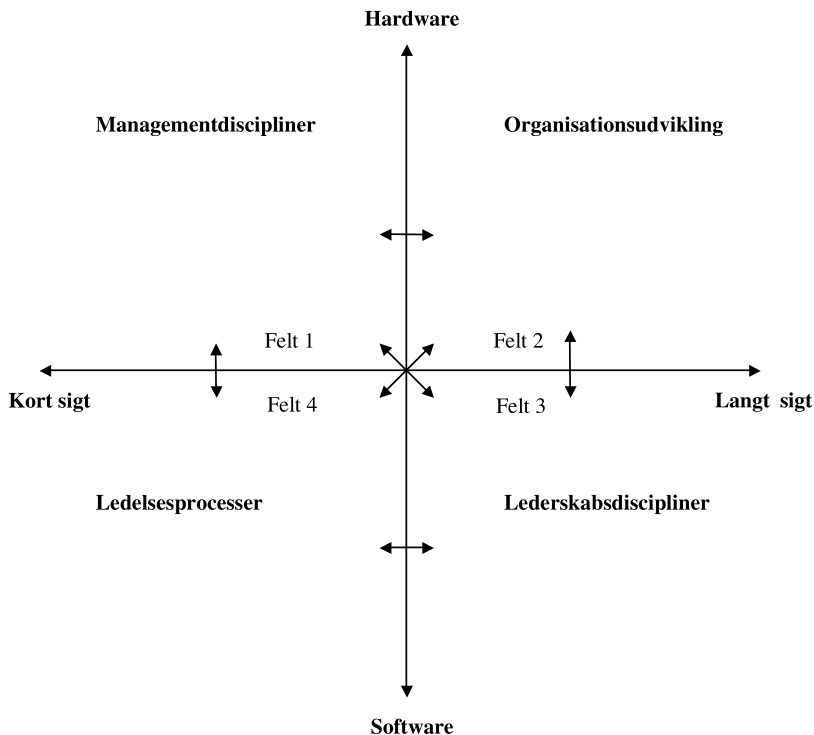 Hardware
Managementdiscipliner
Organisationsudvikling
Felt 1
Felt 2
Kort sigt
Felt 4
Felt 3
Langt sigt
Ledelsesprocesser
Lederskabsdiscipliner
Software